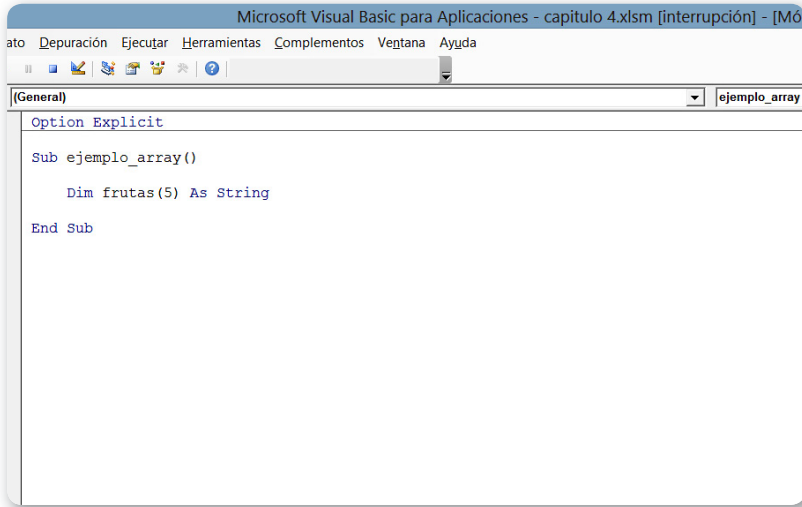 Microsoft Visual Basic para Aplicaciones - capitulo 4.xlsm [interrupción] - [Mó
ato Depuración Ejecutar Herramientas Complementos Ventana Ayuda
(General) ejemplo_array
Option Explicit
Sub ejemplo_array()
Dim frutas(5) As String
End Sub